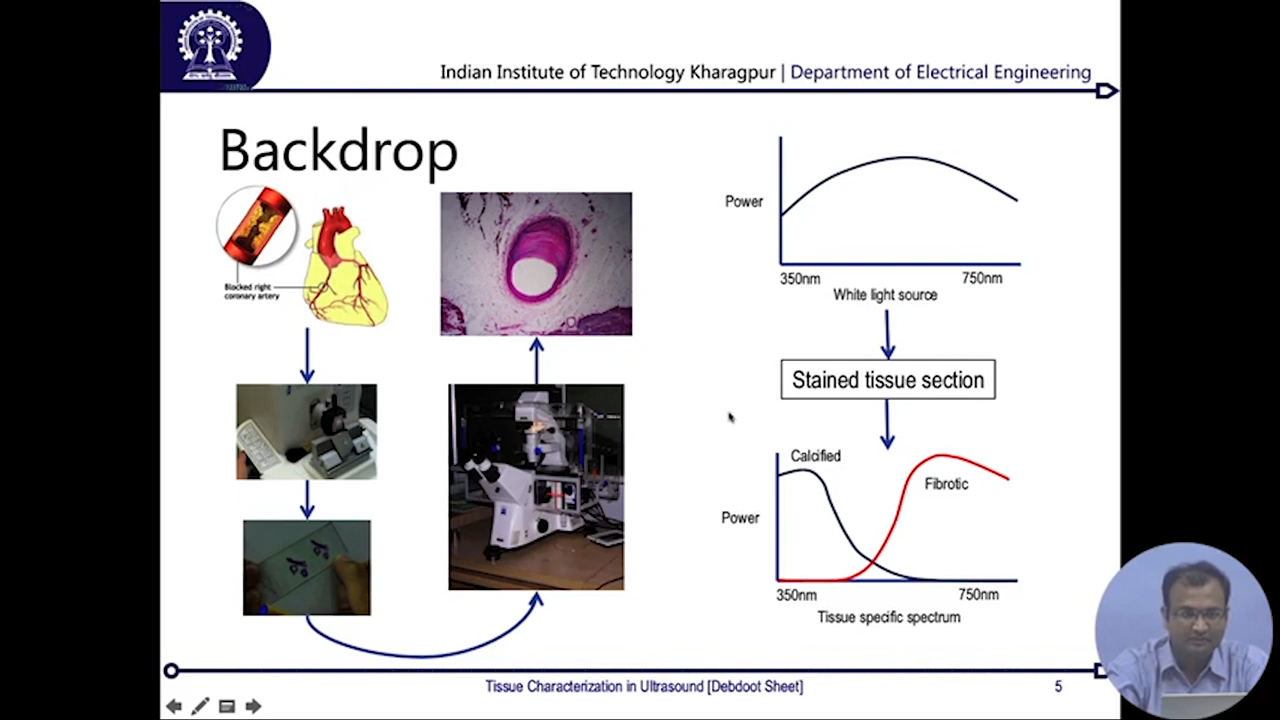 Indian Institute of Technology Kharagpur | Department of Electrical Engineering
Backdrop
Blocked right
coronary artery
Power
350nm
750nm
White light source
Stained tissue section
Calcified
Fibrotic
Power
350nm
750nm
Tissue specific spectrum
Tissue Characterization in Ultrasound [Debdoot Sheet]
5